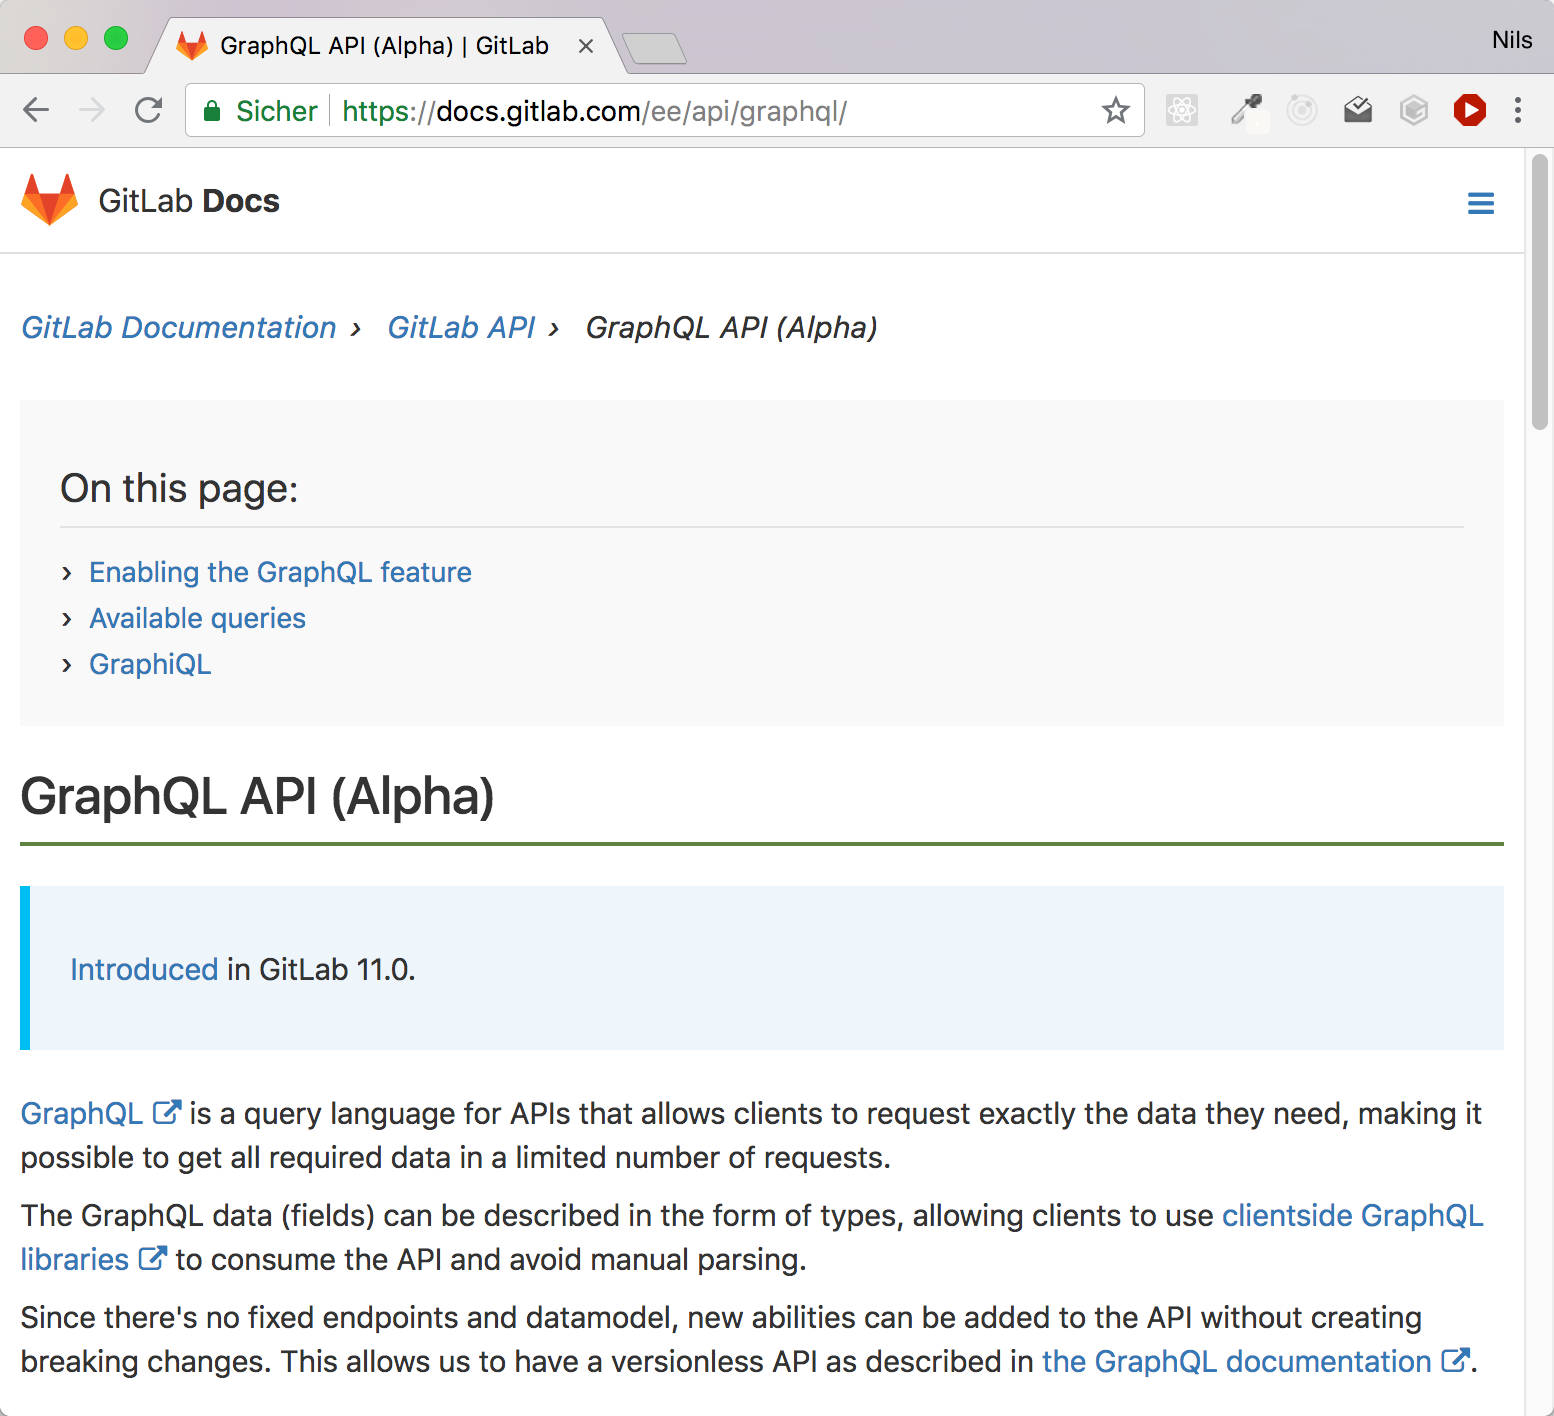 GraphQL API (Alpha) | GitLab
Nils
Sicher
https://docs.gitlab.com/ee/api/graphql/
GitLab Docs
GitLab Documentation › GitLab API › GraphQL API (Alpha)
On this page:
› Enabling the GraphQL feature
› Available queries
› GraphiQL
GraphQL API (Alpha)
Introduced in GitLab 11.0.
GraphQL is a query language for APIs that allows clients to request exactly the data they need, making it
possible to get all required data in a limited number of requests.
The GraphQL data (fields) can be described in the form of types, allowing clients to use clientside GraphQL
libraries to consume the API and avoid manual parsing.
Since there's no fixed endpoints and datamodel, new abilities can be added to the API without creating
breaking changes. This allows us to have a versionless API as described in the GraphQL documentation.